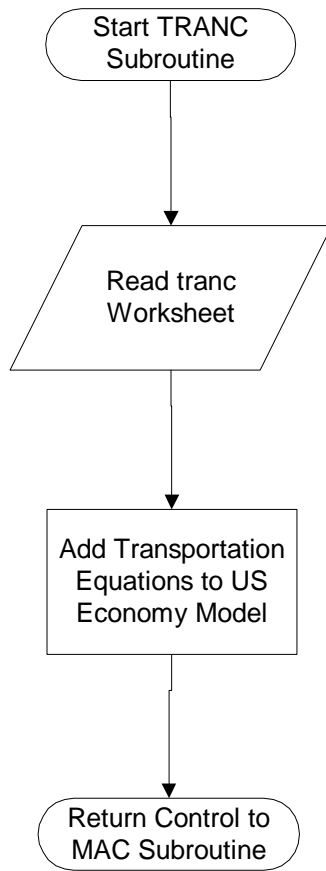 Start TRANC
Subroutine
Read tranc
Worksheet
Add Transportation
Equations to US
Economy Model
Return Control to
MAC Subroutine